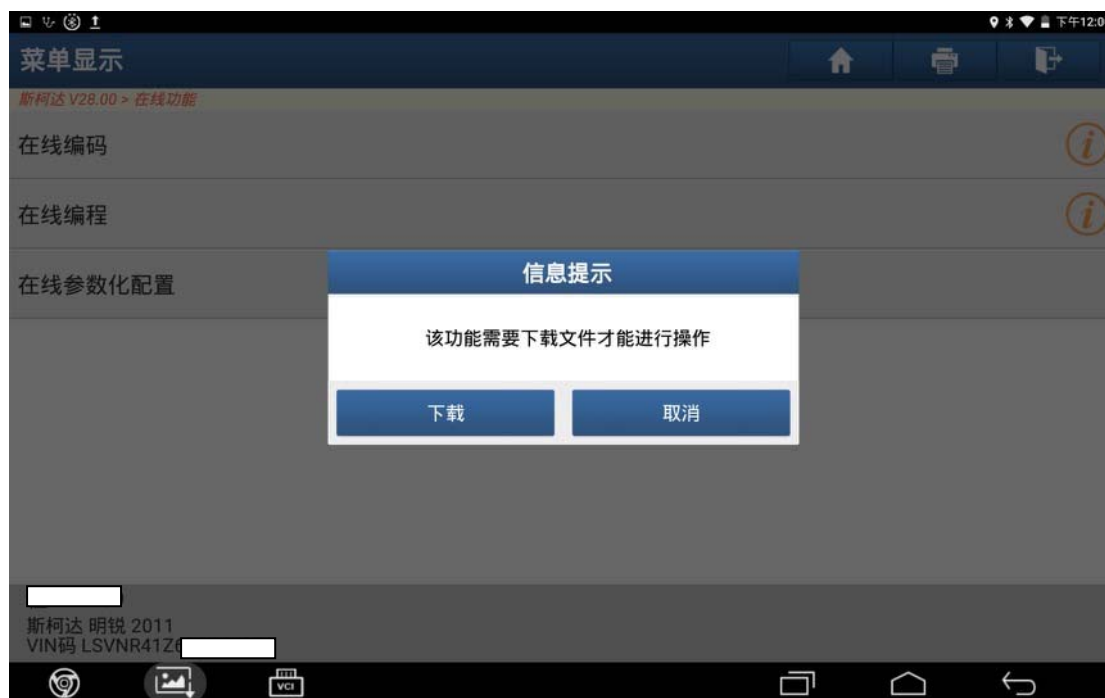 下午12:0
菜单显示
斯柯达 V28.00 > 在线功能
在线编码
在线编程
在线参数化配置
信息提示
该功能需要下载文件才能进行操作
下载
取消
斯柯达 明锐 2011
VIN码 LSVNR41Z6
VCI